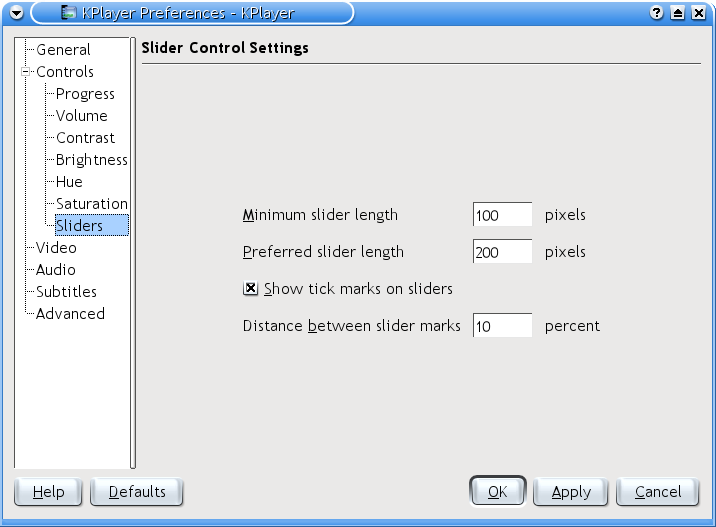 KPlayer Preferences - KPlayer
General
Controls
Progress
Volume
Contrast
Brightness
Hue
Saturation
Sliders
Video
Audio
Subtitles
Advanced
Slider Control Settings
Minimum slider length 100 pixels
Preferred slider length 200 pixels
Show tick marks on sliders
Distance between slider marks 10 percent
Help Defaults OK Apply Cancel